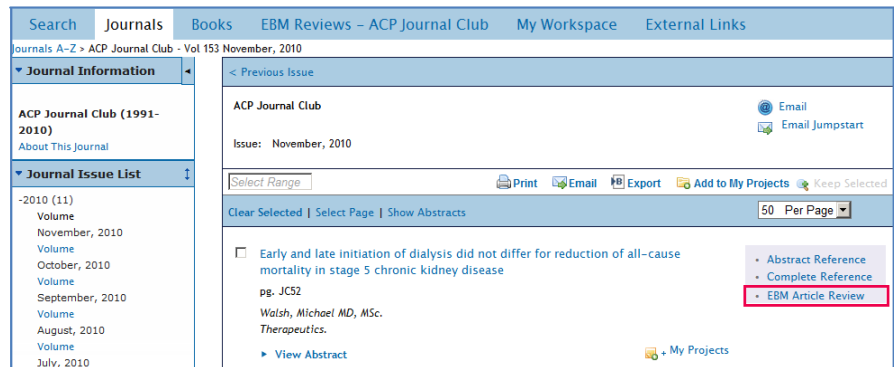 Search Journals Books EBM Reviews – ACP Journal Club My Workspace External Links
Journals A–Z > ACP Journal Club - Vol 153 November, 2010
Journal Information
ACP Journal Club (1991-
2010)
About This Journal
Journal Issue List
-2010 (11)
Volume
November, 2010
Volume
October, 2010
Volume
September, 2010
Volume
August, 2010
Volume
July, 2010
< Previous Issue
ACP Journal Club
Email
Email Jumpstart
Issue: November, 2010
Select Range Print Email Export Add to My Projects Keep Selected
Clear Selected | Select Page | Show Abstracts 50 Per Page
Early and late initiation of dialysis did not differ for reduction of all-cause
mortality in stage 5 chronic kidney disease
pg. JC52
Walsh, Michael MD, MSc.
Therapeutics.
View Abstract
+ My Projects
Abstract Reference
Complete Reference
EBM Article Review